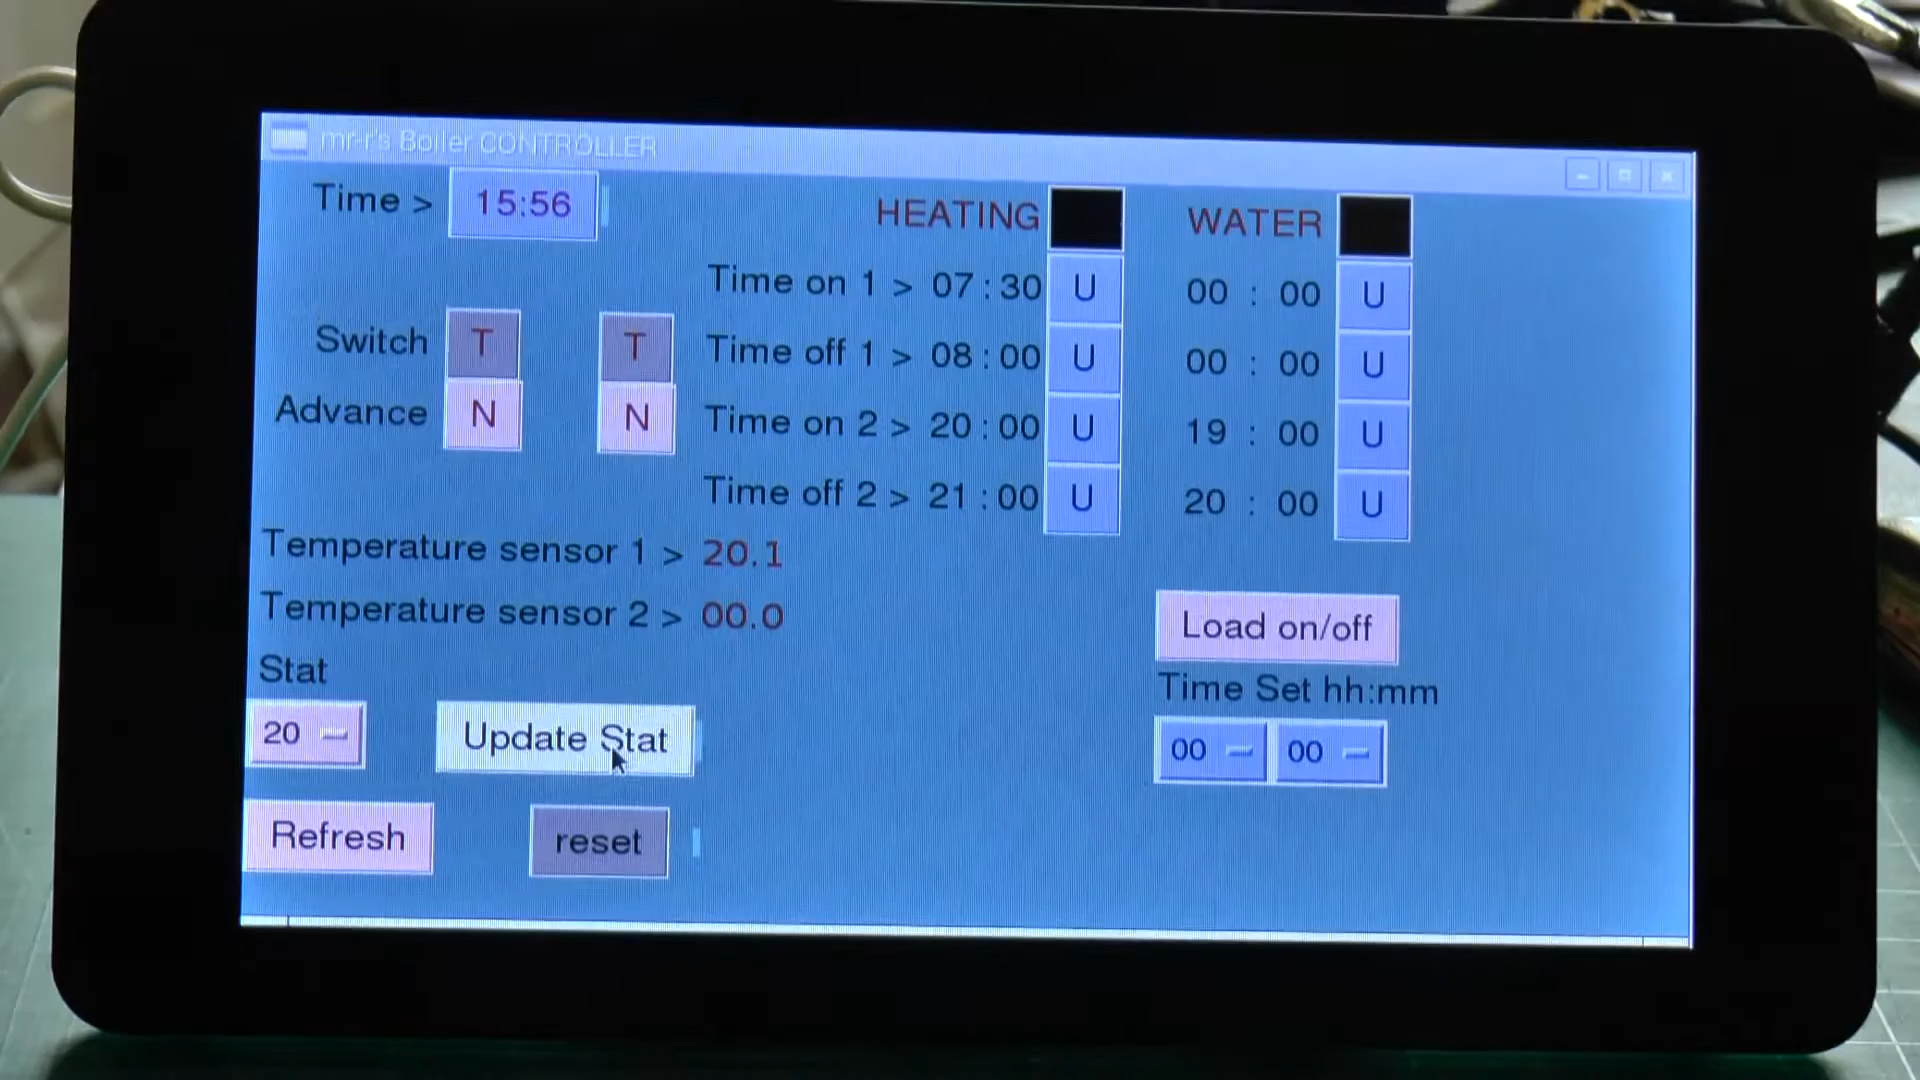 mr-r's Boiler CONTROLLER
Time > 15:56 HEATING WATER
Time on 1 > 07 : 30 U 00 : 00 U
Switch T T Time off 1 > 08 : 00 U 00 : 00 U
Advance N N Time on 2 > 20 : 00 U 19 : 00 U
Time off 2 > 21 : 00 U 20 : 00 U
Temperature sensor 1 > 20.1
Temperature sensor 2 > 00.0
Load on/off
Stat
Time Set hh:mm
20 Update Stat 00 00
Refresh reset